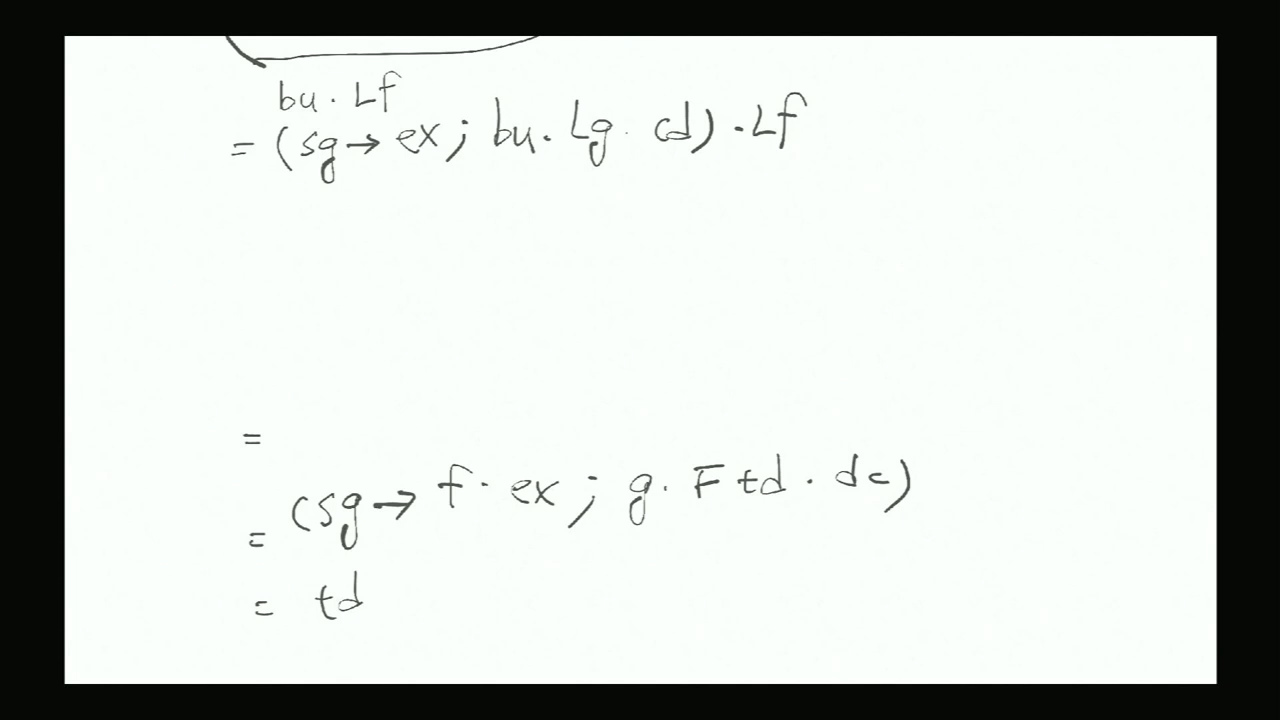 bu · Lf
= (sg → ex ; bu · Lg · cd) · Lf
=
= (sg → f · ex ; g · F td · dc)
= td